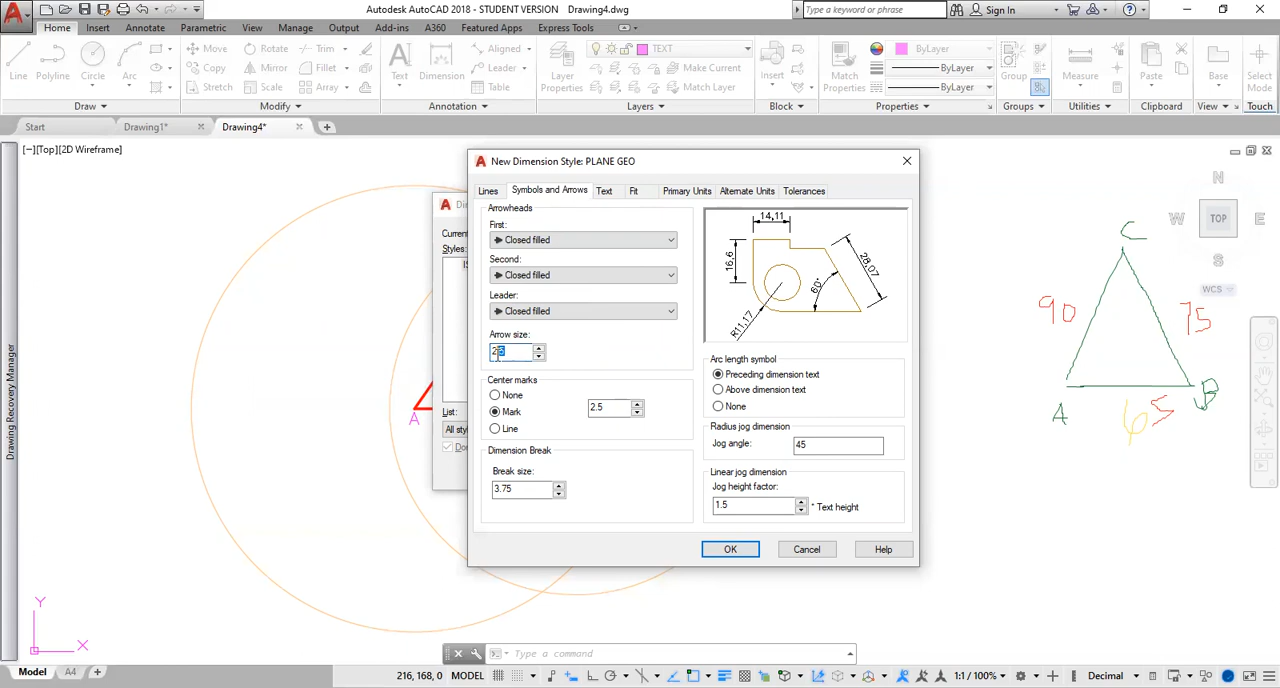 Autodesk AutoCAD 2018 - STUDENT VERSION Drawing4.dwg
Type a keyword or phrase
Sign In
Home Insert Annotate Parametric View Manage Output Add-ins A360 Featured Apps Express Tools
Line Polyline Circle Arc
Move Rotate Trim
Copy Mirror Fillet
Stretch Scale Array
Text Dimension
Aligned
Leader
Table
Layer Properties
TEXT
Make Current
Match Layer
Insert
Match Properties
ByLayer
ByLayer
ByLayer
Group
Measure
Paste
Base
Select Mode
Draw Modify Annotation Layers Block Properties Groups Utilities Clipboard View Touch
Start Drawing1* Drawing4*
[−][Top][2D Wireframe]
Drawing Recovery Manager
New Dimension Style: PLANE GEO
Lines Symbols and Arrows Text Fit Primary Units Alternate Units Tolerances
Arrowheads
First:
Closed filled
Second:
Closed filled
Leader:
Closed filled
Arrow size:
Center marks
None
Mark
Line
2.5
Dimension Break
Break size:
3.75
14,11
16,6
28,07
60°
R11,17
Arc length symbol
Preceding dimension text
Above dimension text
None
Radius jog dimension
Jog angle: 45
Linear jog dimension
Jog height factor:
1.5 * Text height
OK Cancel Help
Styles:
List:
A
N
W TOP E
S
WCS
C
90 75
A 65 B
Y
X
Type a command
Model A4
216, 168, 0 MODEL
1:1 / 100%
Decimal